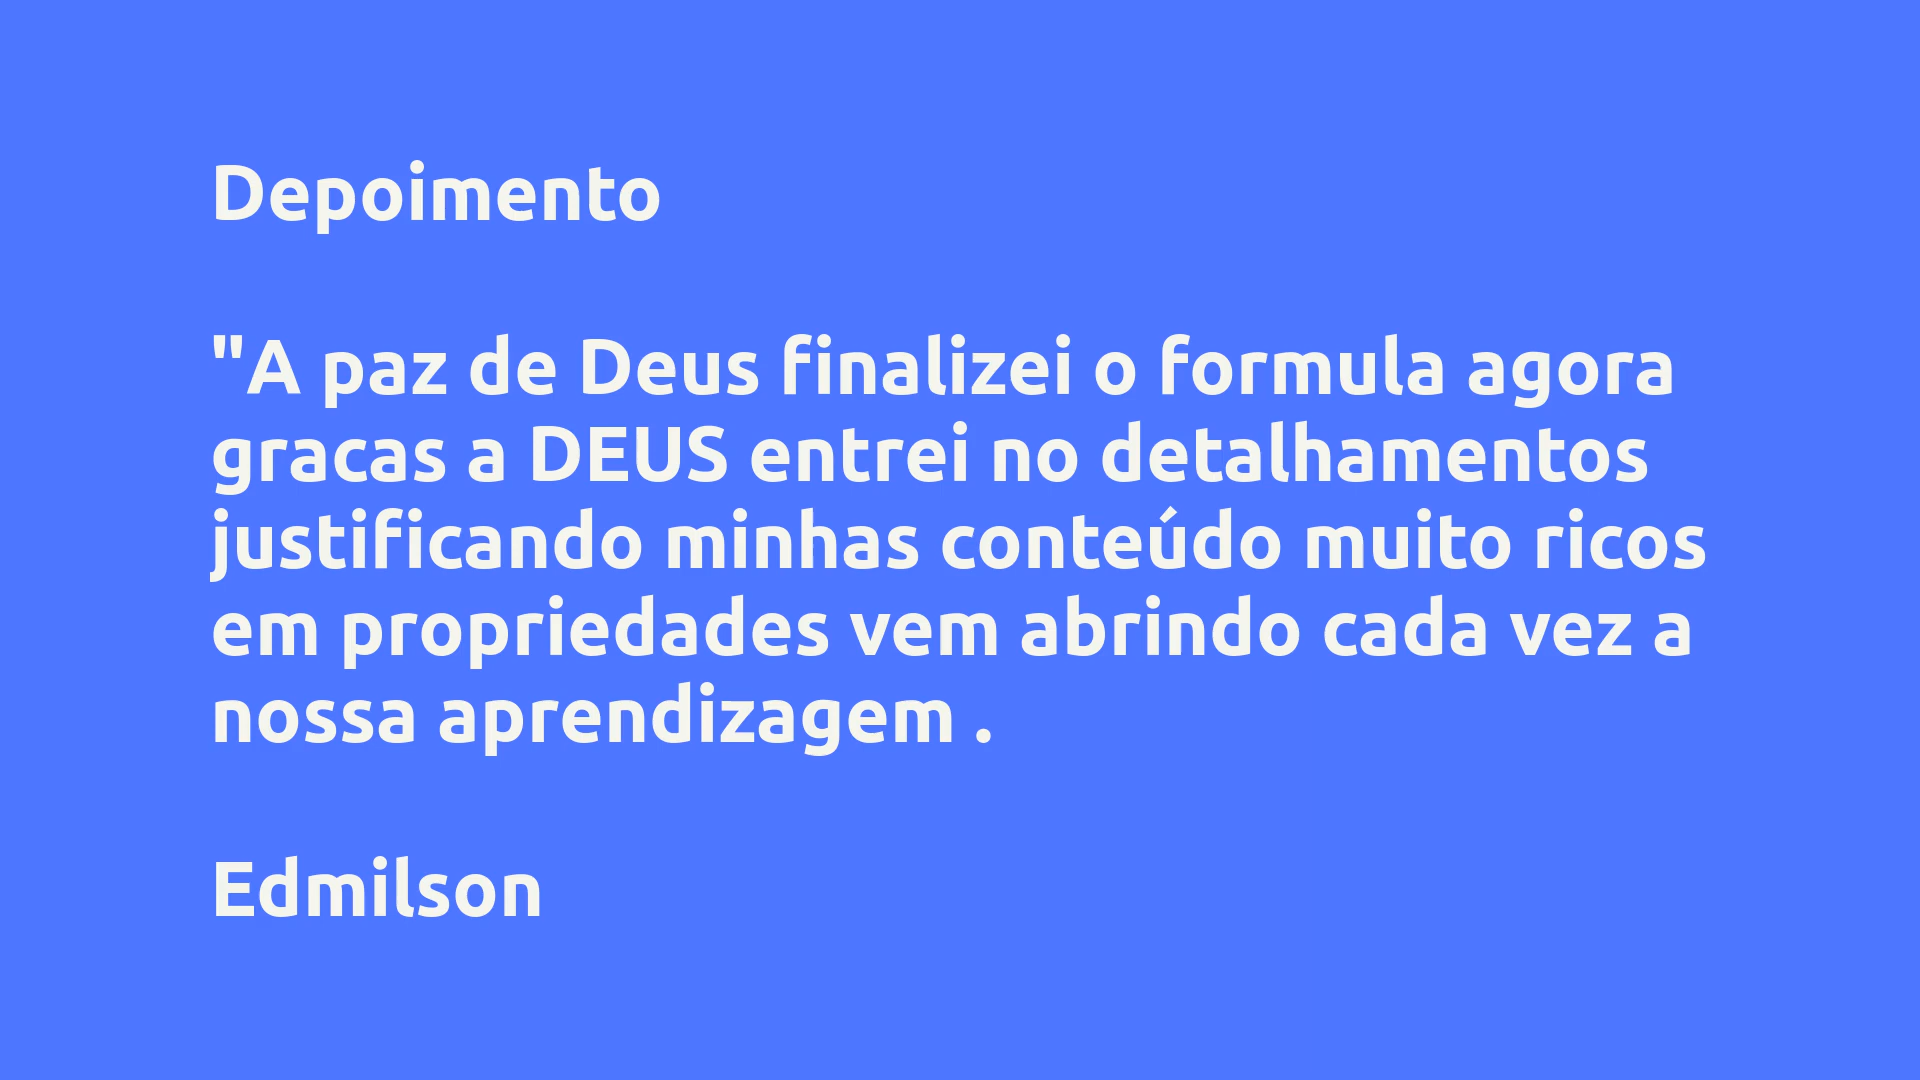 Depoimento
"A paz de Deus finalizei o formula agora
gracas a DEUS entrei no detalhamentos
justificando minhas conteúdo muito ricos
em propriedades vem abrindo cada vez a
nossa aprendizagem .
Edmilson